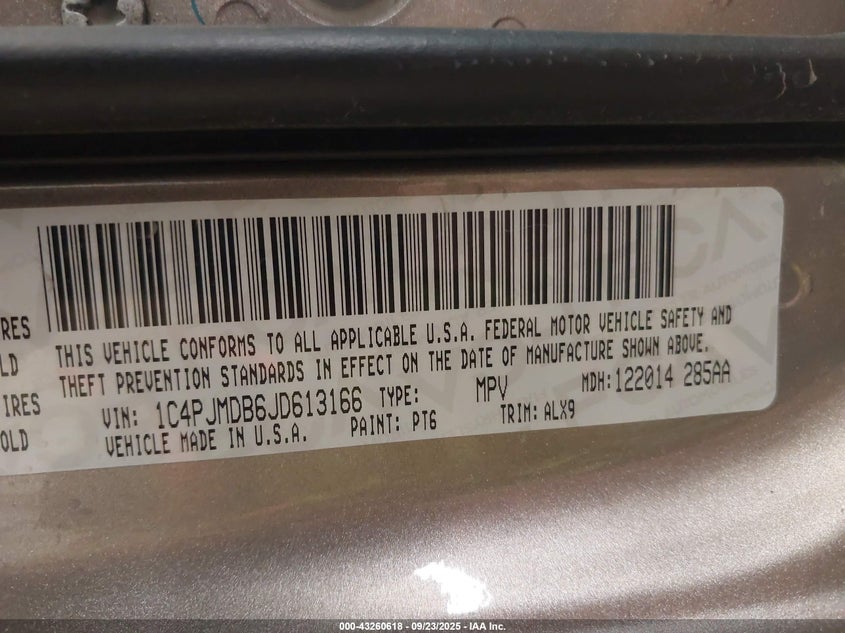 IRES
OLD
IRES
OLD
THIS VEHICLE CONFORMS TO ALL APPLICABLE U.S.A. FEDERAL MOTOR VEHICLE SAFETY AND
THEFT PREVENTION STANDARDS IN EFFECT ON THE DATE OF MANUFACTURE SHOWN ABOVE.
VIN: 1C4PJMDB6JD613166 TYPE: MPV MDH:122014 285AA
VEHICLE MADE IN U.S.A. PAINT: PT6 TRIM: ALX9
000-43260618 - 09/23/2025 - IAA Inc.